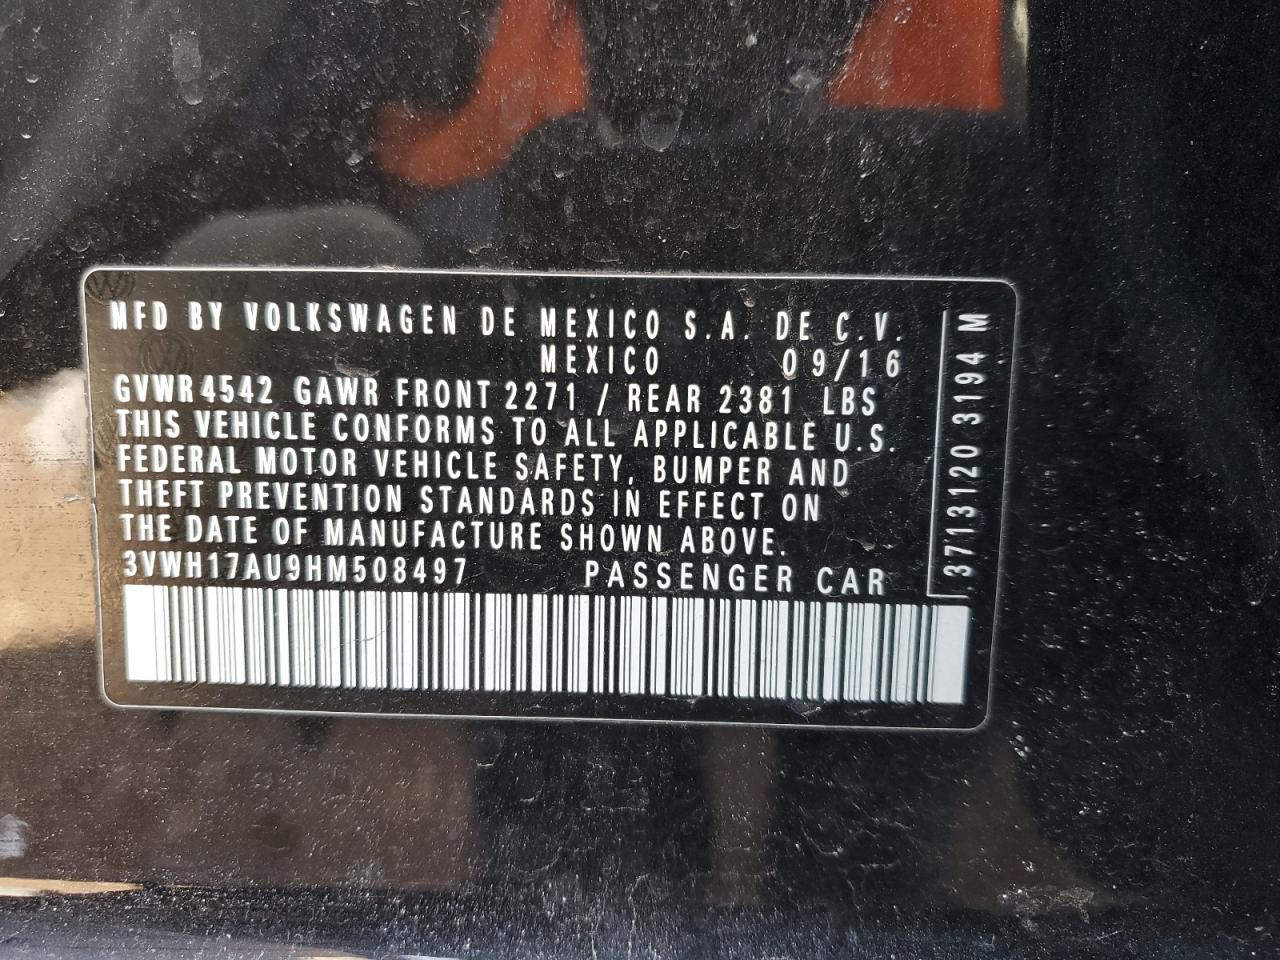 MFD BY VOLKSWAGEN DE MEXICO S.A. DE C.V.
MEXICO 09/16
GVWR 4542 GAWR FRONT 2271 / REAR 2381 LBS
THIS VEHICLE CONFORMS TO ALL APPLICABLE U.S.
FEDERAL MOTOR VEHICLE SAFETY, BUMPER AND
THEFT PREVENTION STANDARDS IN EFFECT ON
THE DATE OF MANUFACTURE SHOWN ABOVE.
3VWH17AU9HM508497 PASSENGER CAR
3713120 3194 M